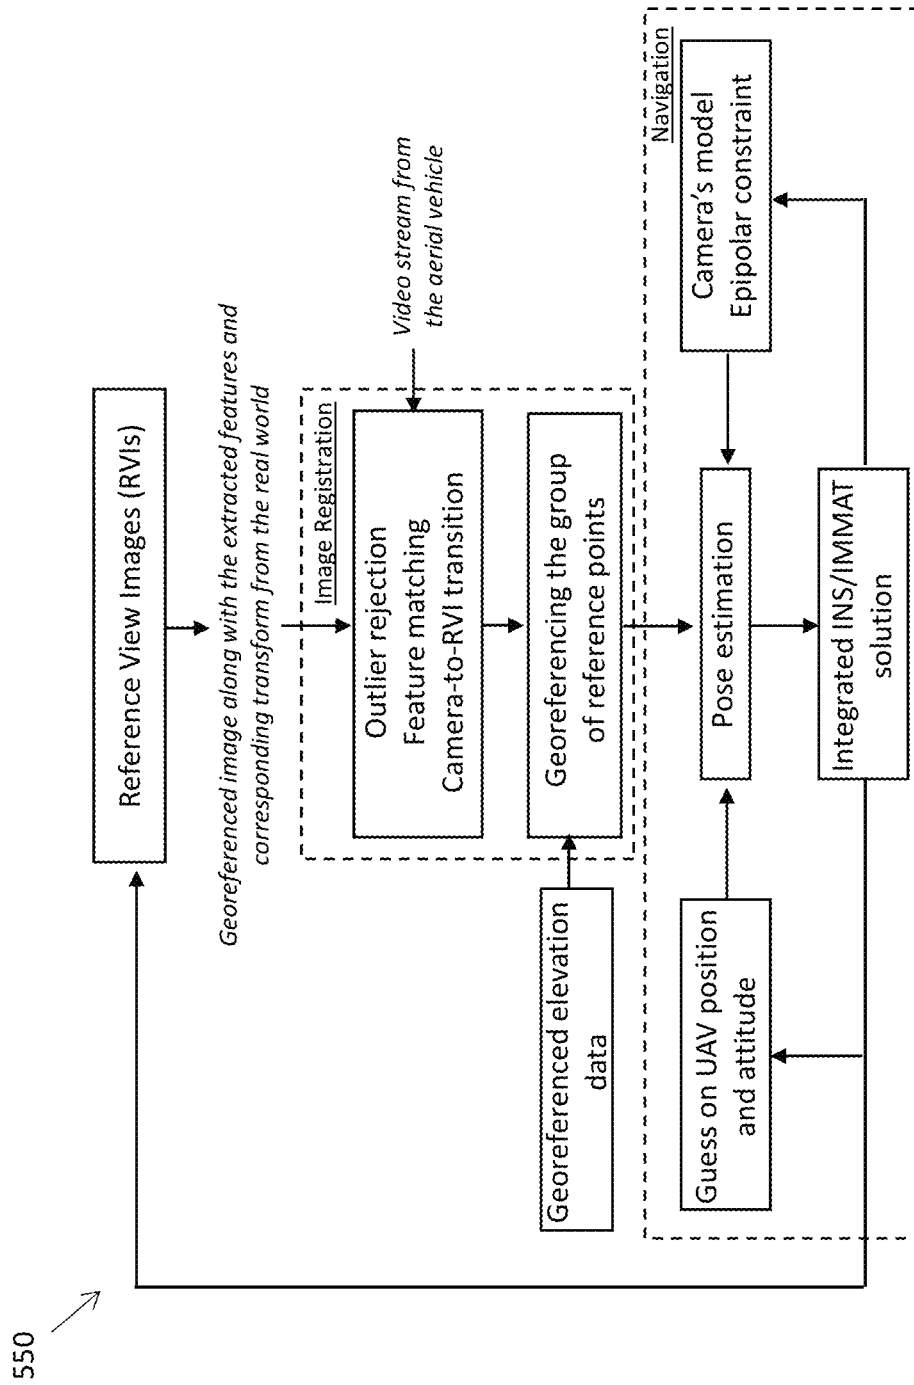 550
Reference View Images (RVIs)
Georeferenced image along with the extracted features and
corresponding transform from the real world
Image Registration
Outlier rejection
Feature matching
Camera-to-RVI transition
Video stream from
the aerial vehicle
Georeferenced elevation
data
Georeferencing the group
of reference points
Navigation
Guess on UAV position
and attitude
Pose estimation
Camera's model
Epipolar constraint
Integrated INS/IMMAT
solution